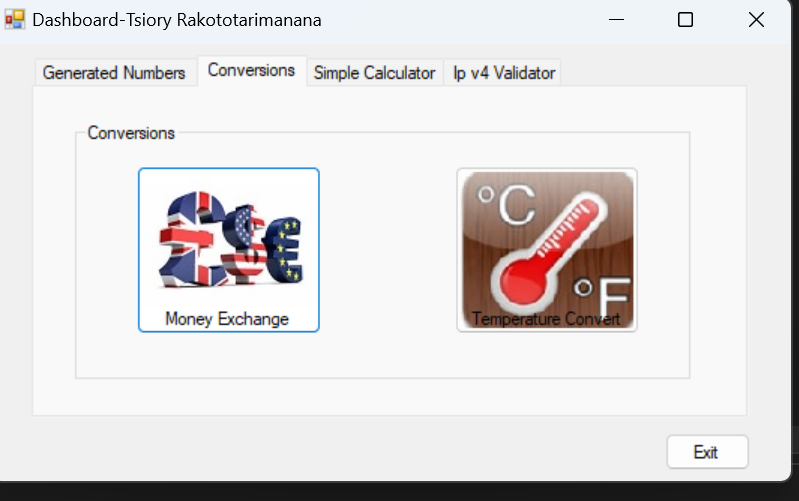 Dashboard-Tsiory Rakototarimanana
Generated Numbers Conversions Simple Calculator Ip v4 Validator
Conversions
£$€ °C
°F
Money Exchange Temperature Convert
Exit